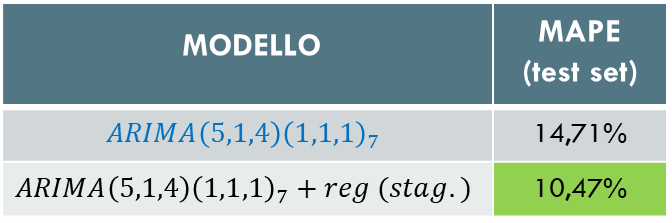 MODELLO
MAPE
(test set)
ARIMA(5,1,4)(1,1,1)₇
14,71%
ARIMA(5,1,4)(1,1,1)₇ + reg (stag.)
10,47%